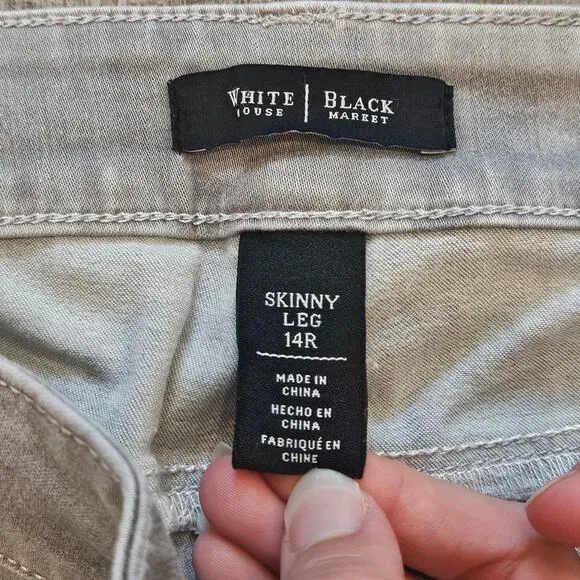 WHITE | BLACK
HOUSE MARKET
SKINNY
LEG
14R
MADE IN
CHINA
HECHO EN
CHINA
FABRIQUÉ EN
CHINE